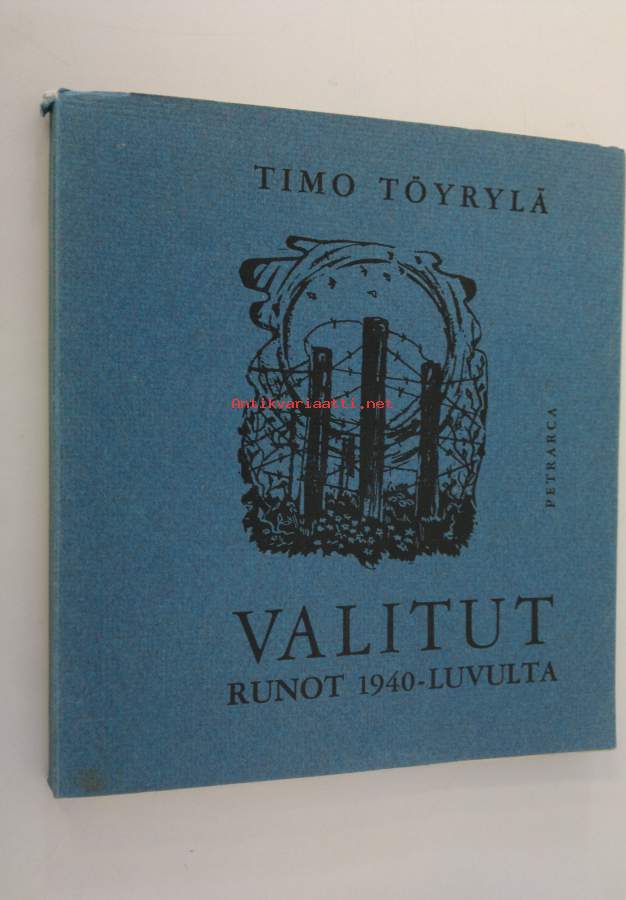 TIMO TÖYRYLÄ
Antikvariaatti.net
PETRARCA
VALITUT
RUNOT 1940-LUVULTA